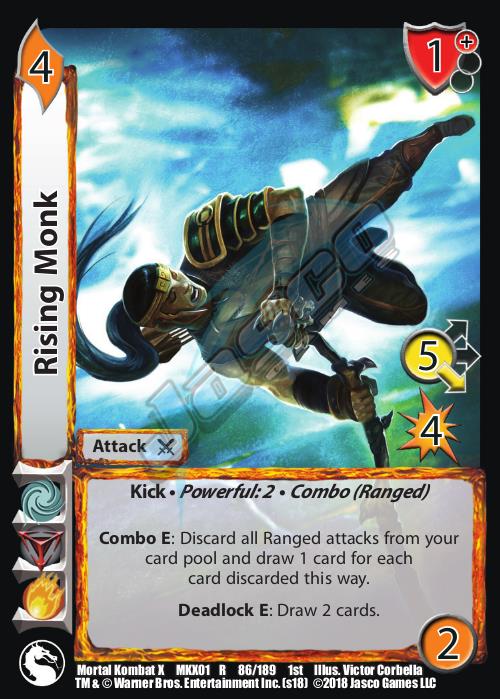 4
1
+
Rising Monk
5
4
Attack
Kick • Powerful: 2 • Combo (Ranged)
Combo E: Discard all Ranged attacks from your
card pool and draw 1 card for each
card discarded this way.
Deadlock E: Draw 2 cards.
2
Mortal Kombat X MKX01 R 86/189 1st Illus. Victor Corbella
TM & © Warner Bros. Entertainment Inc. (s18) ©2018 Jasco Games LLC
Jasco
GAMES